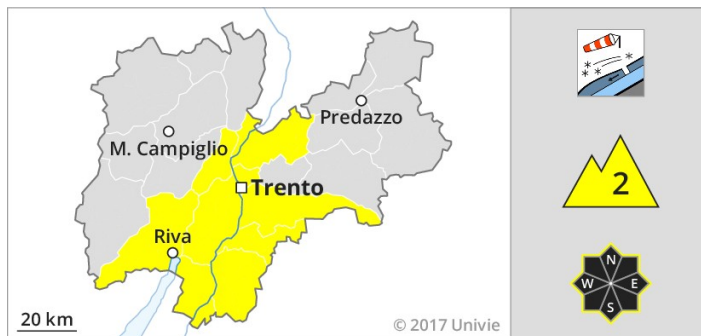 Predazzo
M. Campiglio
Trento
Riva
20 km
© 2017 Univie
2
N
W E
S